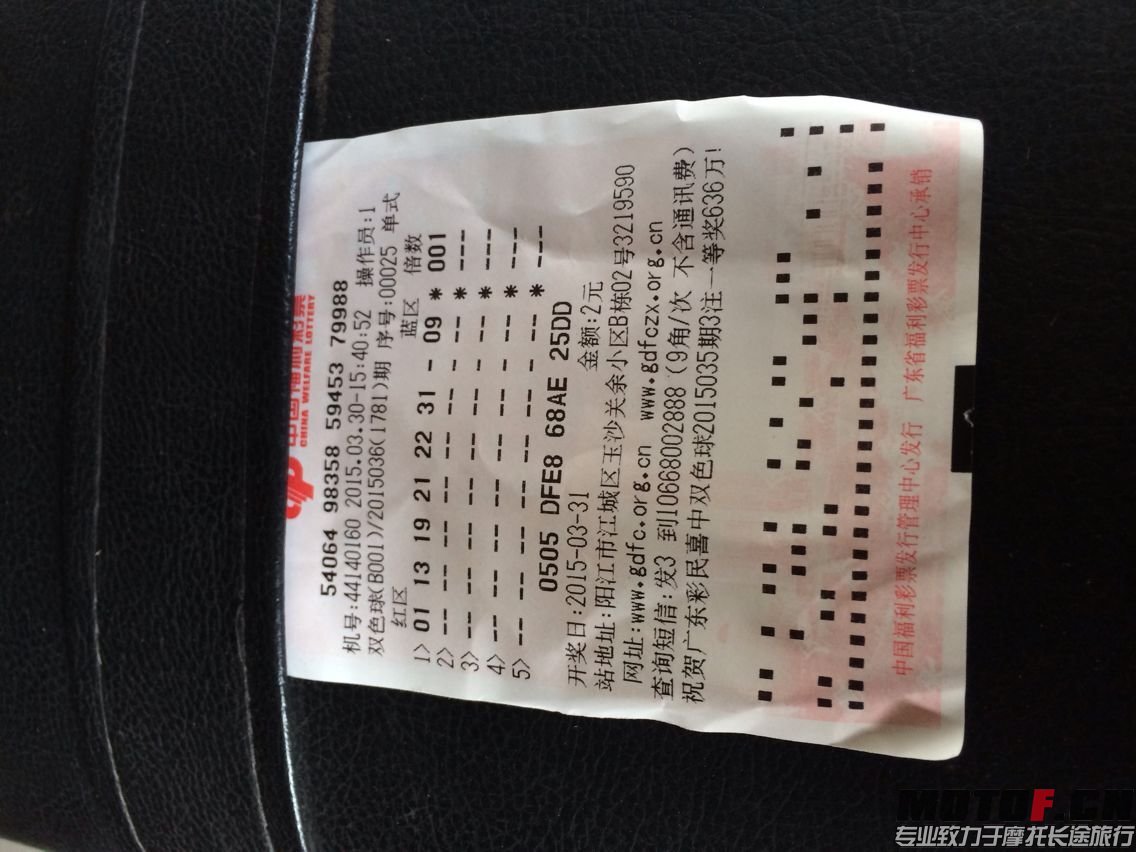 中国福利彩票
CHINA WELFARE LOTTERY
54064 98358 59453 79988
机号:44140160 2015.03.30-15:40:52 操作员:1
双色球(B001)/2015036(1781)期 序号:00025 单式
红区 蓝区 倍数
1> 01 13 19 21 22 31 - 09 * 001
2> -- -- -- -- -- -- -- * ---
3> -- -- -- -- -- -- -- * ---
4> -- -- -- -- -- -- -- * ---
5> -- -- -- -- -- -- -- * ---
0505 DFE8 68AE 25DD
开奖日:2015-03-31 金额:2元
站地址:阳江市江城区玉沙关余小区B栋02号3219590
网址:www.gdfc.org.cn www.gdfczx.org.cn
查询短信:发3 到10668002888(9角/次 不含通讯费)
祝贺广东彩民喜中双色球2015035期3注一等奖636万!
中国福利彩票发行管理中心发行 广东省福利彩票发行中心承销
MOTOF.CN
专业致力于摩托长途旅行